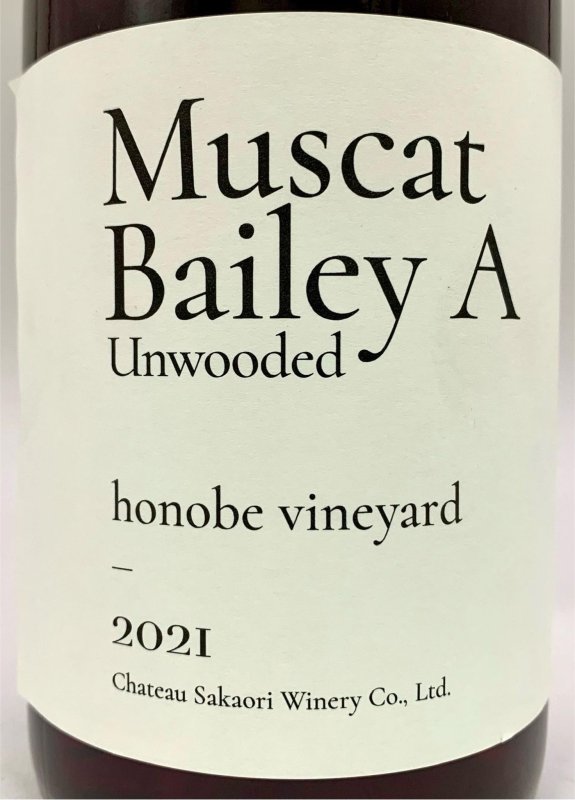 Muscat
Bailey A
Unwooded
honobe vineyard
–
2021
Chateau Sakaori Winery Co., Ltd.